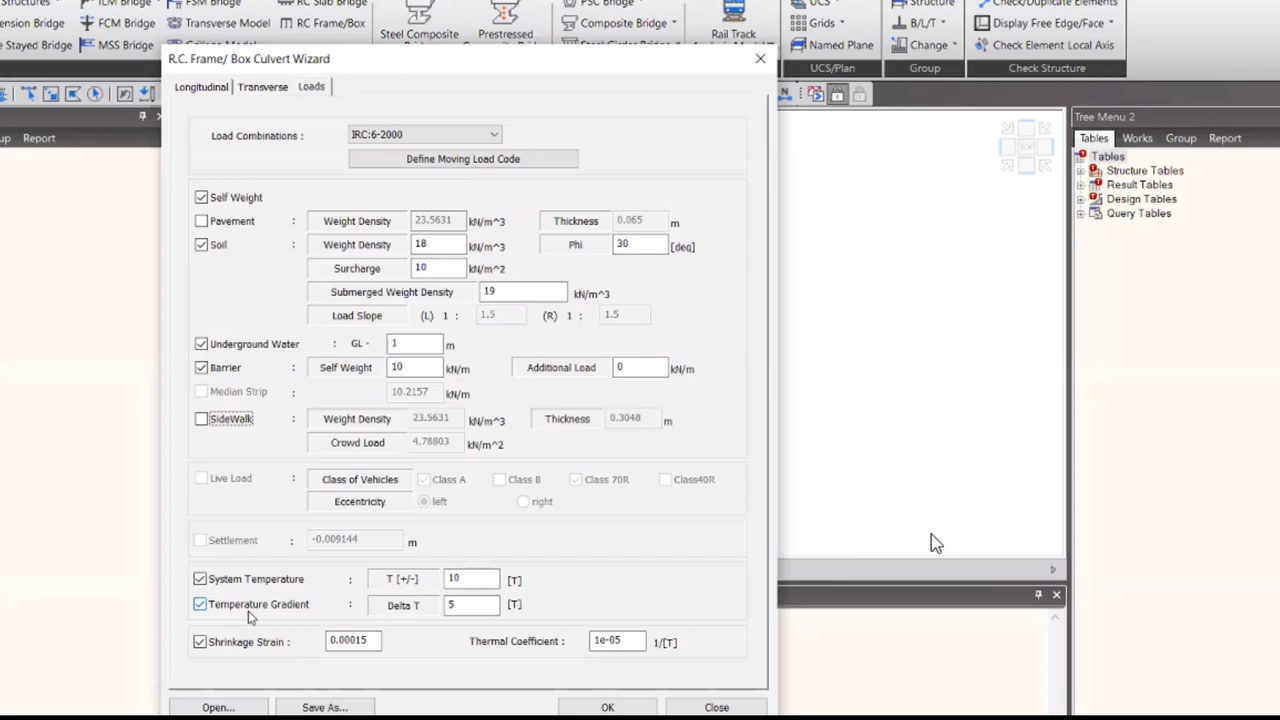 Structures
ILM Bridge
FSM Bridge
RC Slab Bridge
PSC Bridge
UCS
Structure
Check/Duplicate Elements
ension Bridge
FCM Bridge
Transverse Model
RC Frame/Box
Composite Bridge
Grids
B/L/T
Display Free Edge/Face
e Stayed Bridge
MSS Bridge
Steel Composite
Prestressed
Rail Track
Named Plane
Change
Check Element Local Axis
Bridge
UCS/Plan
Group
Check Structure
R.C. Frame/ Box Culvert Wizard
Longitudinal Transverse Loads
up Report
Load Combinations : IRC:6-2000
Define Moving Load Code
Self Weight
Pavement : Weight Density 23.5631 kN/m^3 Thickness 0.065 m
Soil : Weight Density 18 kN/m^3 Phi 30 [deg]
Surcharge 10 kN/m^2
Submerged Weight Density 19 kN/m^3
Load Slope (L) 1 : 1.5 (R) 1 : 1.5
Underground Water : GL - 1 m
Barrier : Self Weight 10 kN/m Additional Load 0 kN/m
Median Strip : 10.2157 kN/m
SideWalk : Weight Density 23.5631 kN/m^3 Thickness 0.3048 m
Crowd Load 4.78803 kN/m^2
Live Load : Class of Vehicles Class A Class B Class 70R Class40R
Eccentricity left right
Settlement : -0.009144 m
System Temperature : T [+/-] 10 [T]
Temperature Gradient : Delta T 5 [T]
Shrinkage Strain : 0.00015 Thermal Coefficient : 1e-05 1/[T]
Open... Save As... OK Close
TOP
Tree Menu 2
Tables Works Group Report
Tables
Structure Tables
Result Tables
Design Tables
Query Tables